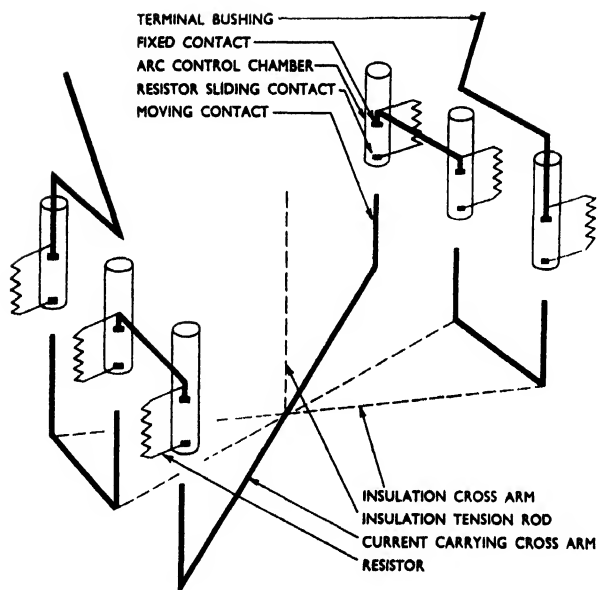 TERMINAL BUSHING
FIXED CONTACT
ARC CONTROL CHAMBER
RESISTOR SLIDING CONTACT
MOVING CONTACT
INSULATION CROSS ARM
INSULATION TENSION ROD
CURRENT CARRYING CROSS ARM
RESISTOR